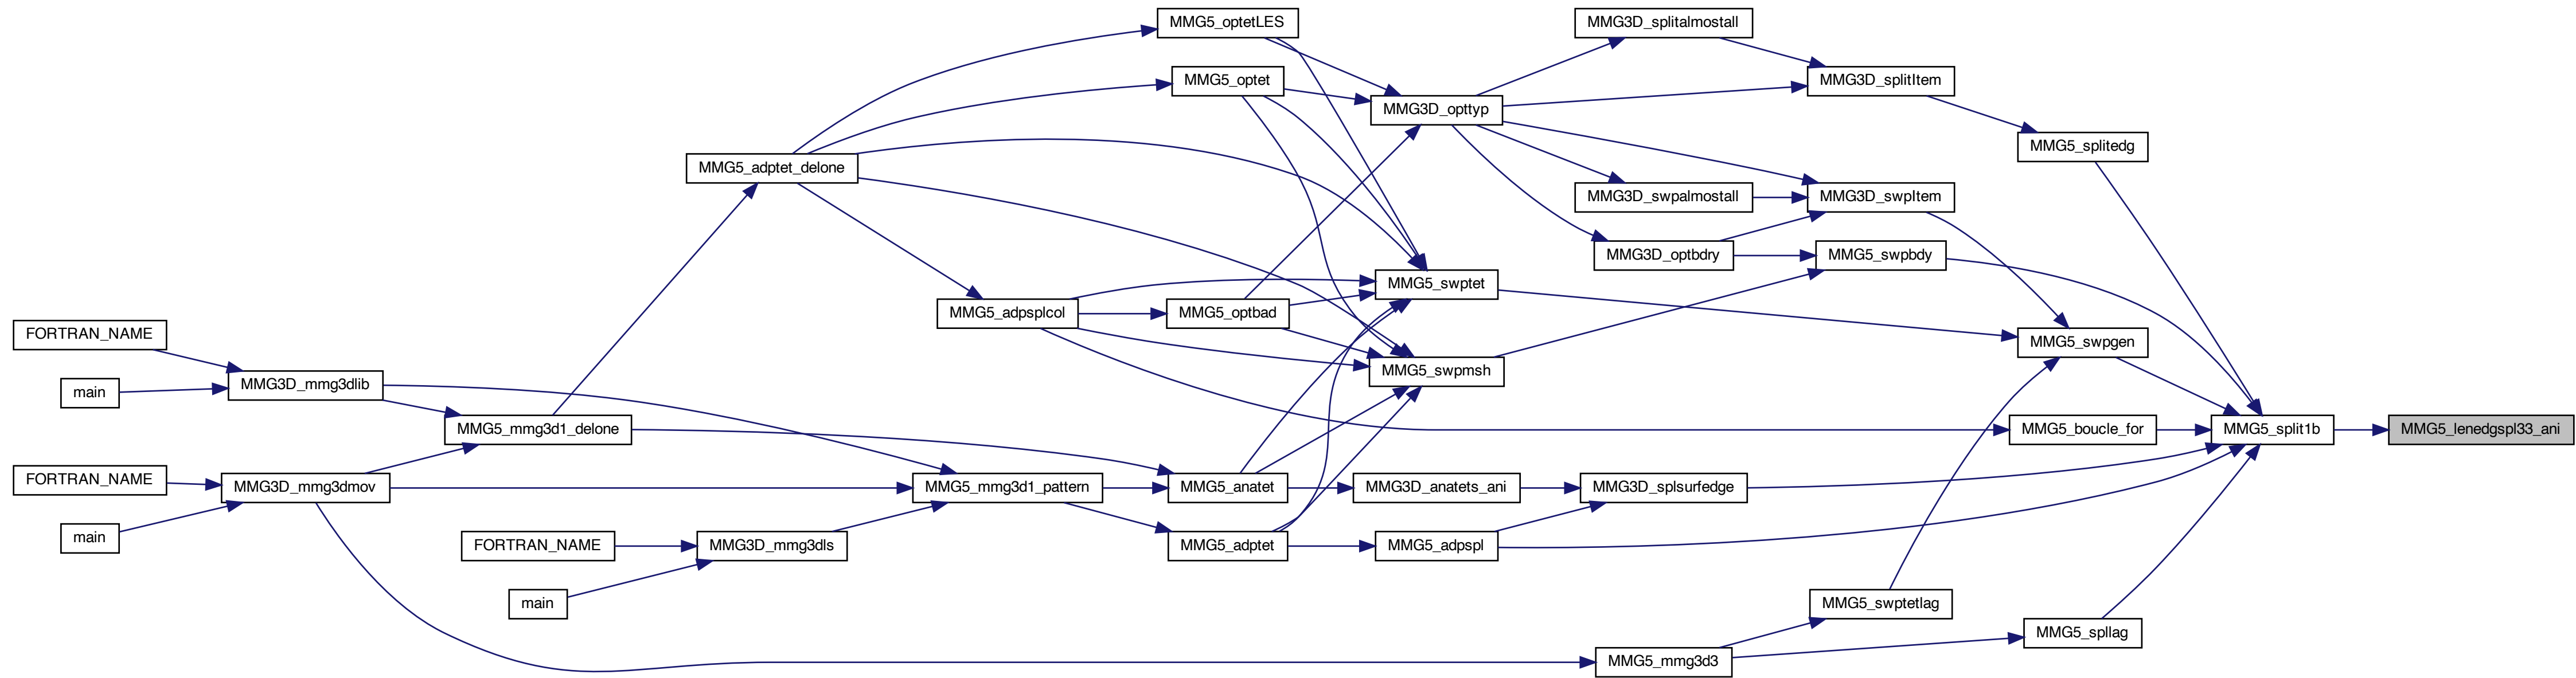 MMG5_optetLES
MMG3D_splitalmostall
MMG5_optet
MMG3D_splitItem
MMG3D_opttyp
MMG5_splitedg
MMG5_adptet_delone
MMG3D_swpalmostall
MMG3D_swpItem
MMG3D_optbdry
MMG5_swpbdy
MMG5_swptet
MMG5_adpsplcol
MMG5_optbad
FORTRAN_NAME
MMG5_swpgen
MMG5_swpmsh
MMG3D_mmg3dlib
main
MMG5_mmg3d1_delone
MMG5_boucle_for
MMG5_split1b
MMG5_lenedgspl33_ani
FORTRAN_NAME
MMG3D_mmg3dmov
MMG5_mmg3d1_pattern
MMG5_anatet
MMG3D_anatets_ani
MMG3D_splsurfedge
main
FORTRAN_NAME
MMG3D_mmg3dls
MMG5_adptet
MMG5_adpspl
main
MMG5_swptetlag
MMG5_spllag
MMG5_mmg3d3